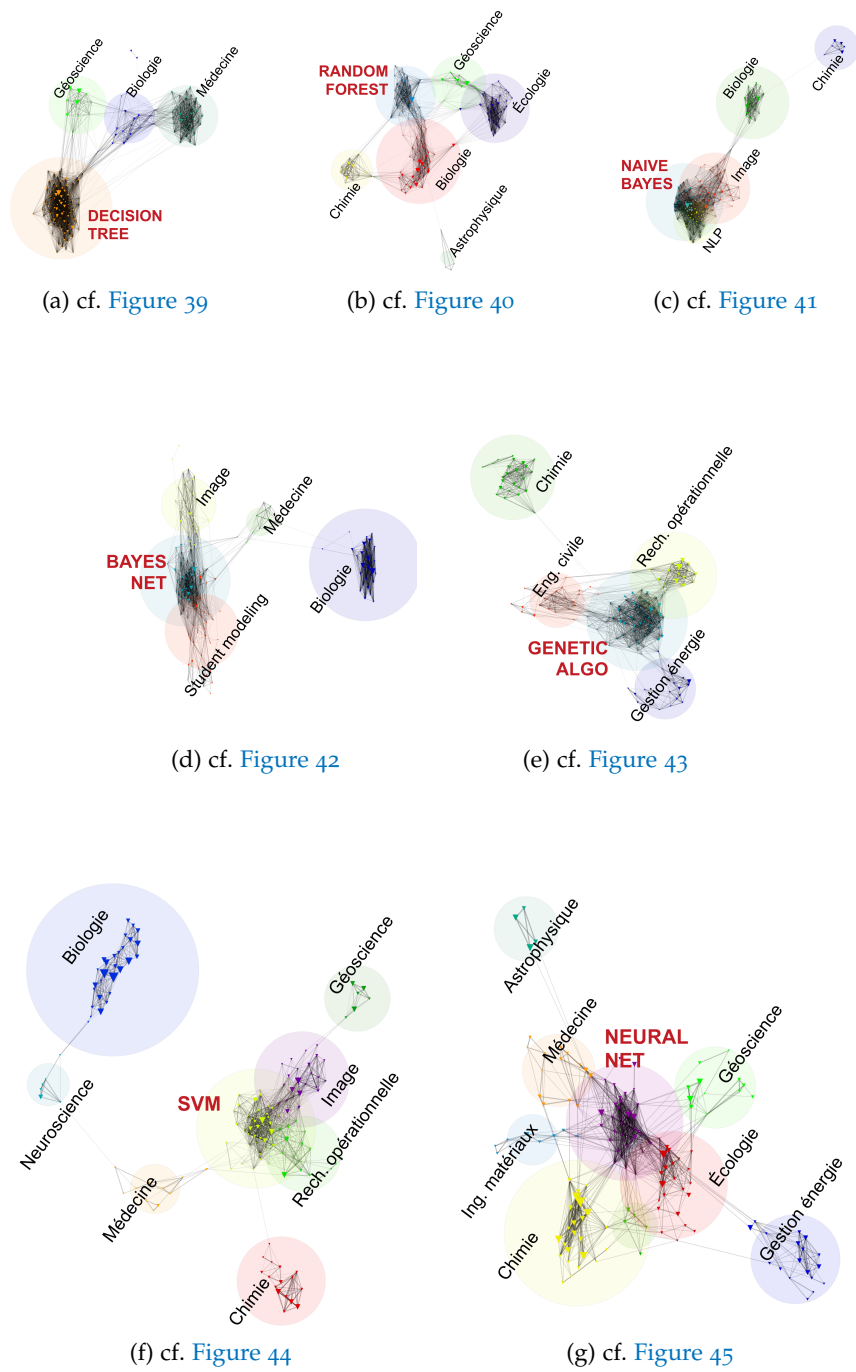 Géoscience
Biologie
Médecine
DECISION
TREE
(a) cf. Figure 39
RANDOM
FOREST
Géoscience
Écologie
Chimie
Biologie
Astrophysique
(b) cf. Figure 40
Chimie
Biologie
NAIVE
BAYES
Image
NLP
(c) cf. Figure 41
Image
Médecine
BAYES
NET
Biologie
Student modeling
(d) cf. Figure 42
Chimie
Rech. opérationnelle
Eng. civile
GENETIC
ALGO
Gestion énergie
(e) cf. Figure 43
Biologie
Géoscience
SVM
Image
Neuroscience
Rech. opérationnelle
Médecine
Chimie
(f) cf. Figure 44
Astrophysique
Médecine
NEURAL
NET
Géoscience
Ing. matériaux
Écologie
Chimie
Gestion énergie
(g) cf. Figure 45